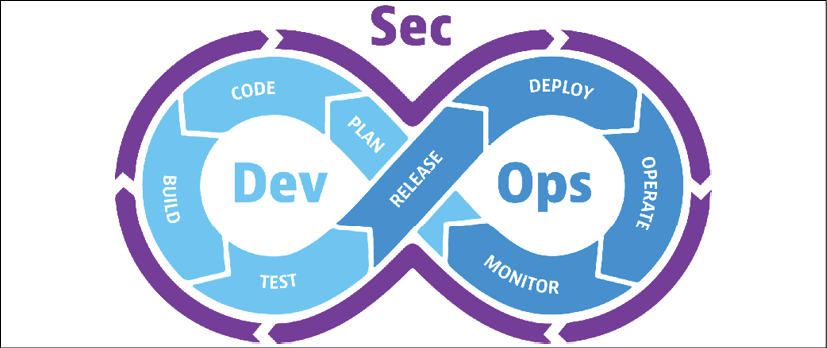 Sec
CODE
DEPLOY
PLAN
BUILD
Dev
RELEASE
Ops
OPERATE
TEST
MONITOR